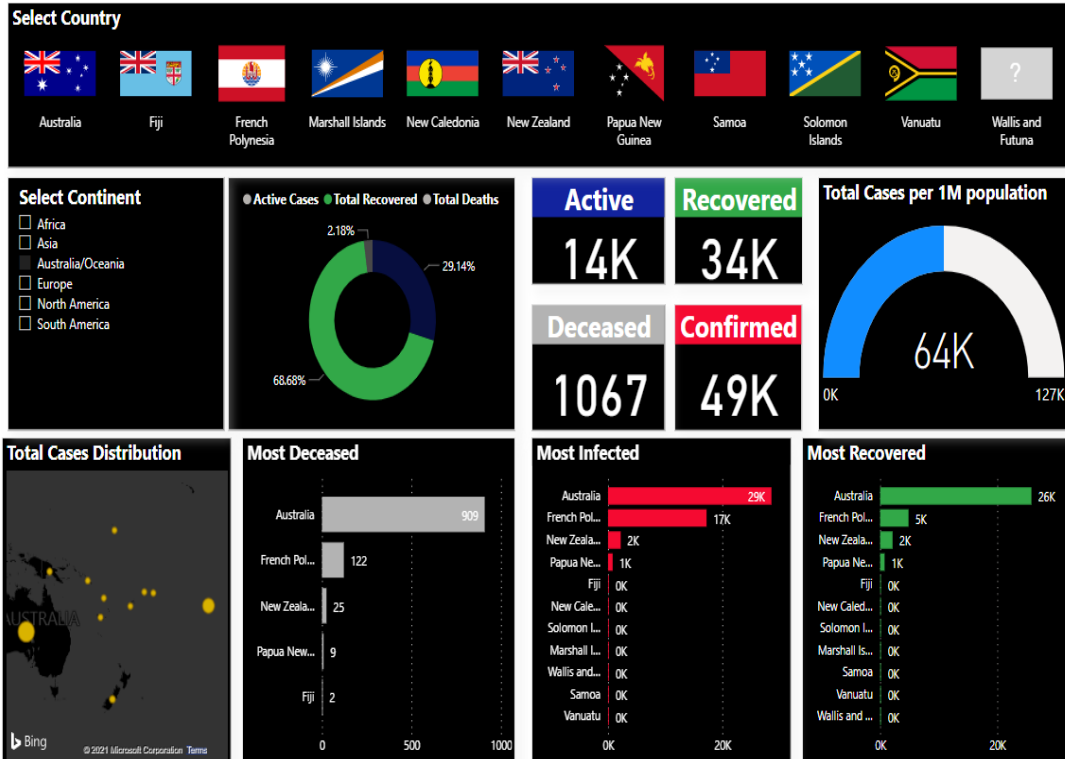 Select Country
?
Australia
Fiji
French
Polynesia
Marshall Islands
New Caledonia
New Zealand
Papua New
Guinea
Samoa
Solomon
Islands
Vanuatu
Wallis and
Futuna
Select Continent
Africa
Asia
Australia/Oceania
Europe
North America
South America
Active Cases Total Recovered Total Deaths
2.18%
29.14%
68.68%
Active
14K
Recovered
34K
Deceased
1067
Confirmed
49K
Total Cases per 1M population
64K
0K
127K
Total Cases Distribution
AUSTRALIA
Bing
© 2021 Microsoft Corporation Terms
Most Deceased
Australia 909
French Pol... 122
New Zeala... 25
Papua New... 9
Fiji 2
0 500 1000
Most Infected
Australia 29K
French Pol... 17K
New Zeala... 2K
Papua Ne... 1K
Fiji 0K
New Cale... 0K
Solomon I... 0K
Marshall I... 0K
Wallis and... 0K
Samoa 0K
Vanuatu 0K
0K 20K
Most Recovered
Australia 26K
French Pol... 5K
New Zeala... 2K
Papua Ne... 1K
Fiji 0K
New Caled... 0K
Solomon I... 0K
Marshall Is... 0K
Samoa 0K
Vanuatu 0K
Wallis and ... 0K
0K 20K